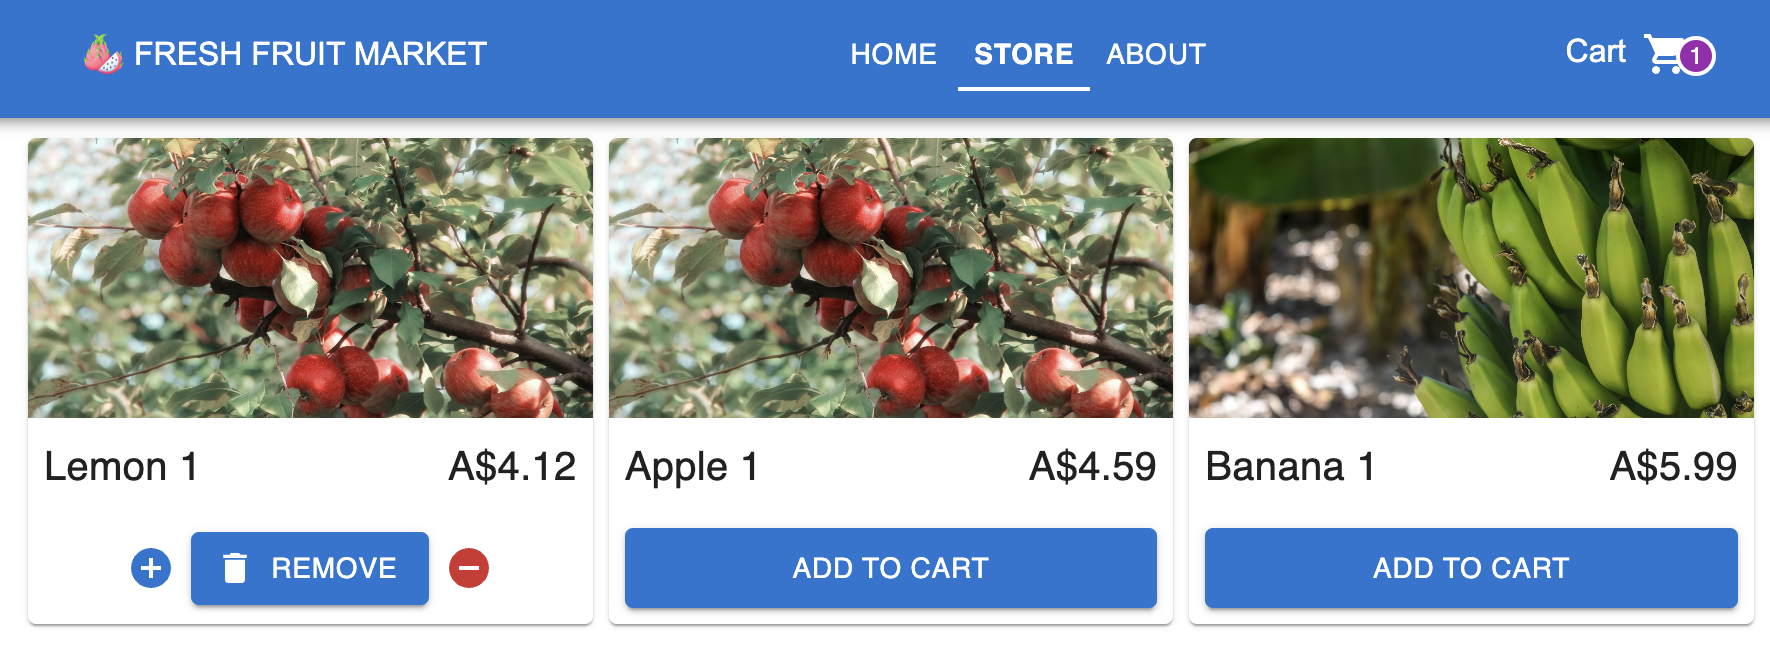 FRESH FRUIT MARKET
HOME STORE ABOUT
Cart 1
Lemon 1 A$4.12
Apple 1 A$4.59
Banana 1 A$5.99
REMOVE
ADD TO CART
ADD TO CART